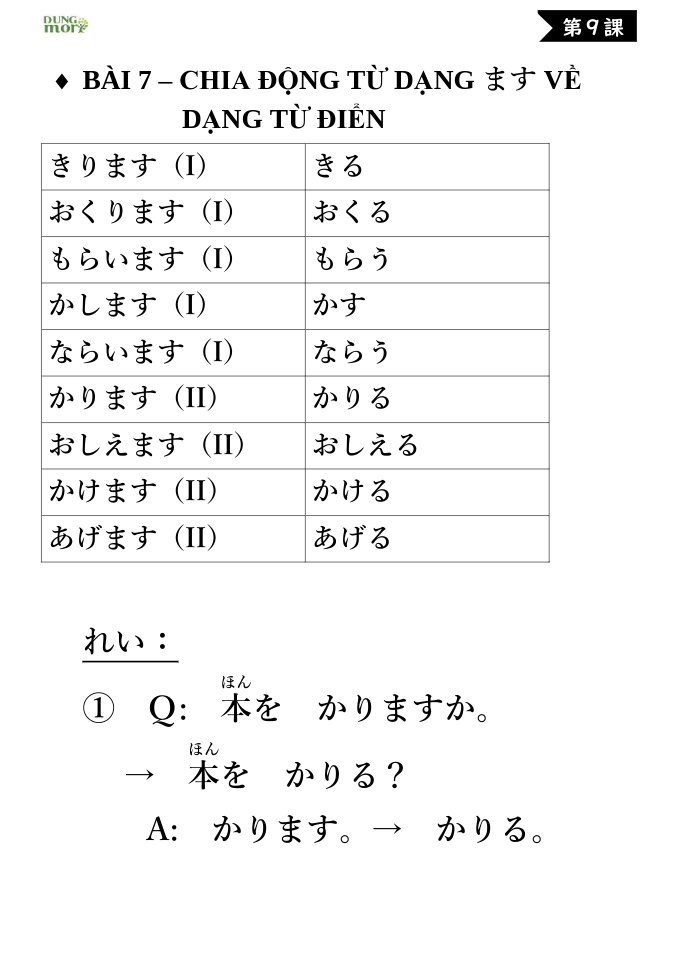 DUNG
mori
第9課
♦ BÀI 7 – CHIA ĐỘNG TỪ DẠNG ます VỀ
DẠNG TỪ ĐIỂN
きります（I） きる
おくります（I） おくる
もらいます（I） もらう
かします（I） かす
ならいます（I） ならう
かります（II） かりる
おしえます（II） おしえる
かけます（II） かける
あげます（II） あげる
れい：
ほん
① Q: 本を かりますか。
ほん
→ 本を かりる？
A: かります。→ かりる。